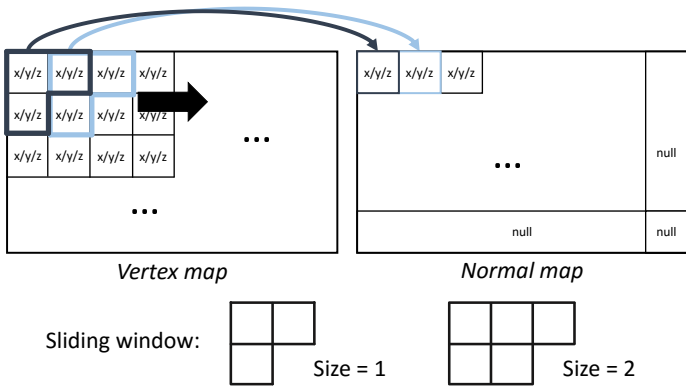 x/y/z x/y/z x/y/z x/y/z
x/y/z x/y/z x/y/z x/y/z
x/y/z x/y/z x/y/z x/y/z
...
...
Vertex map
x/y/z x/y/z x/y/z
...
null
null
null
Normal map
Sliding window:
Size = 1
Size = 2